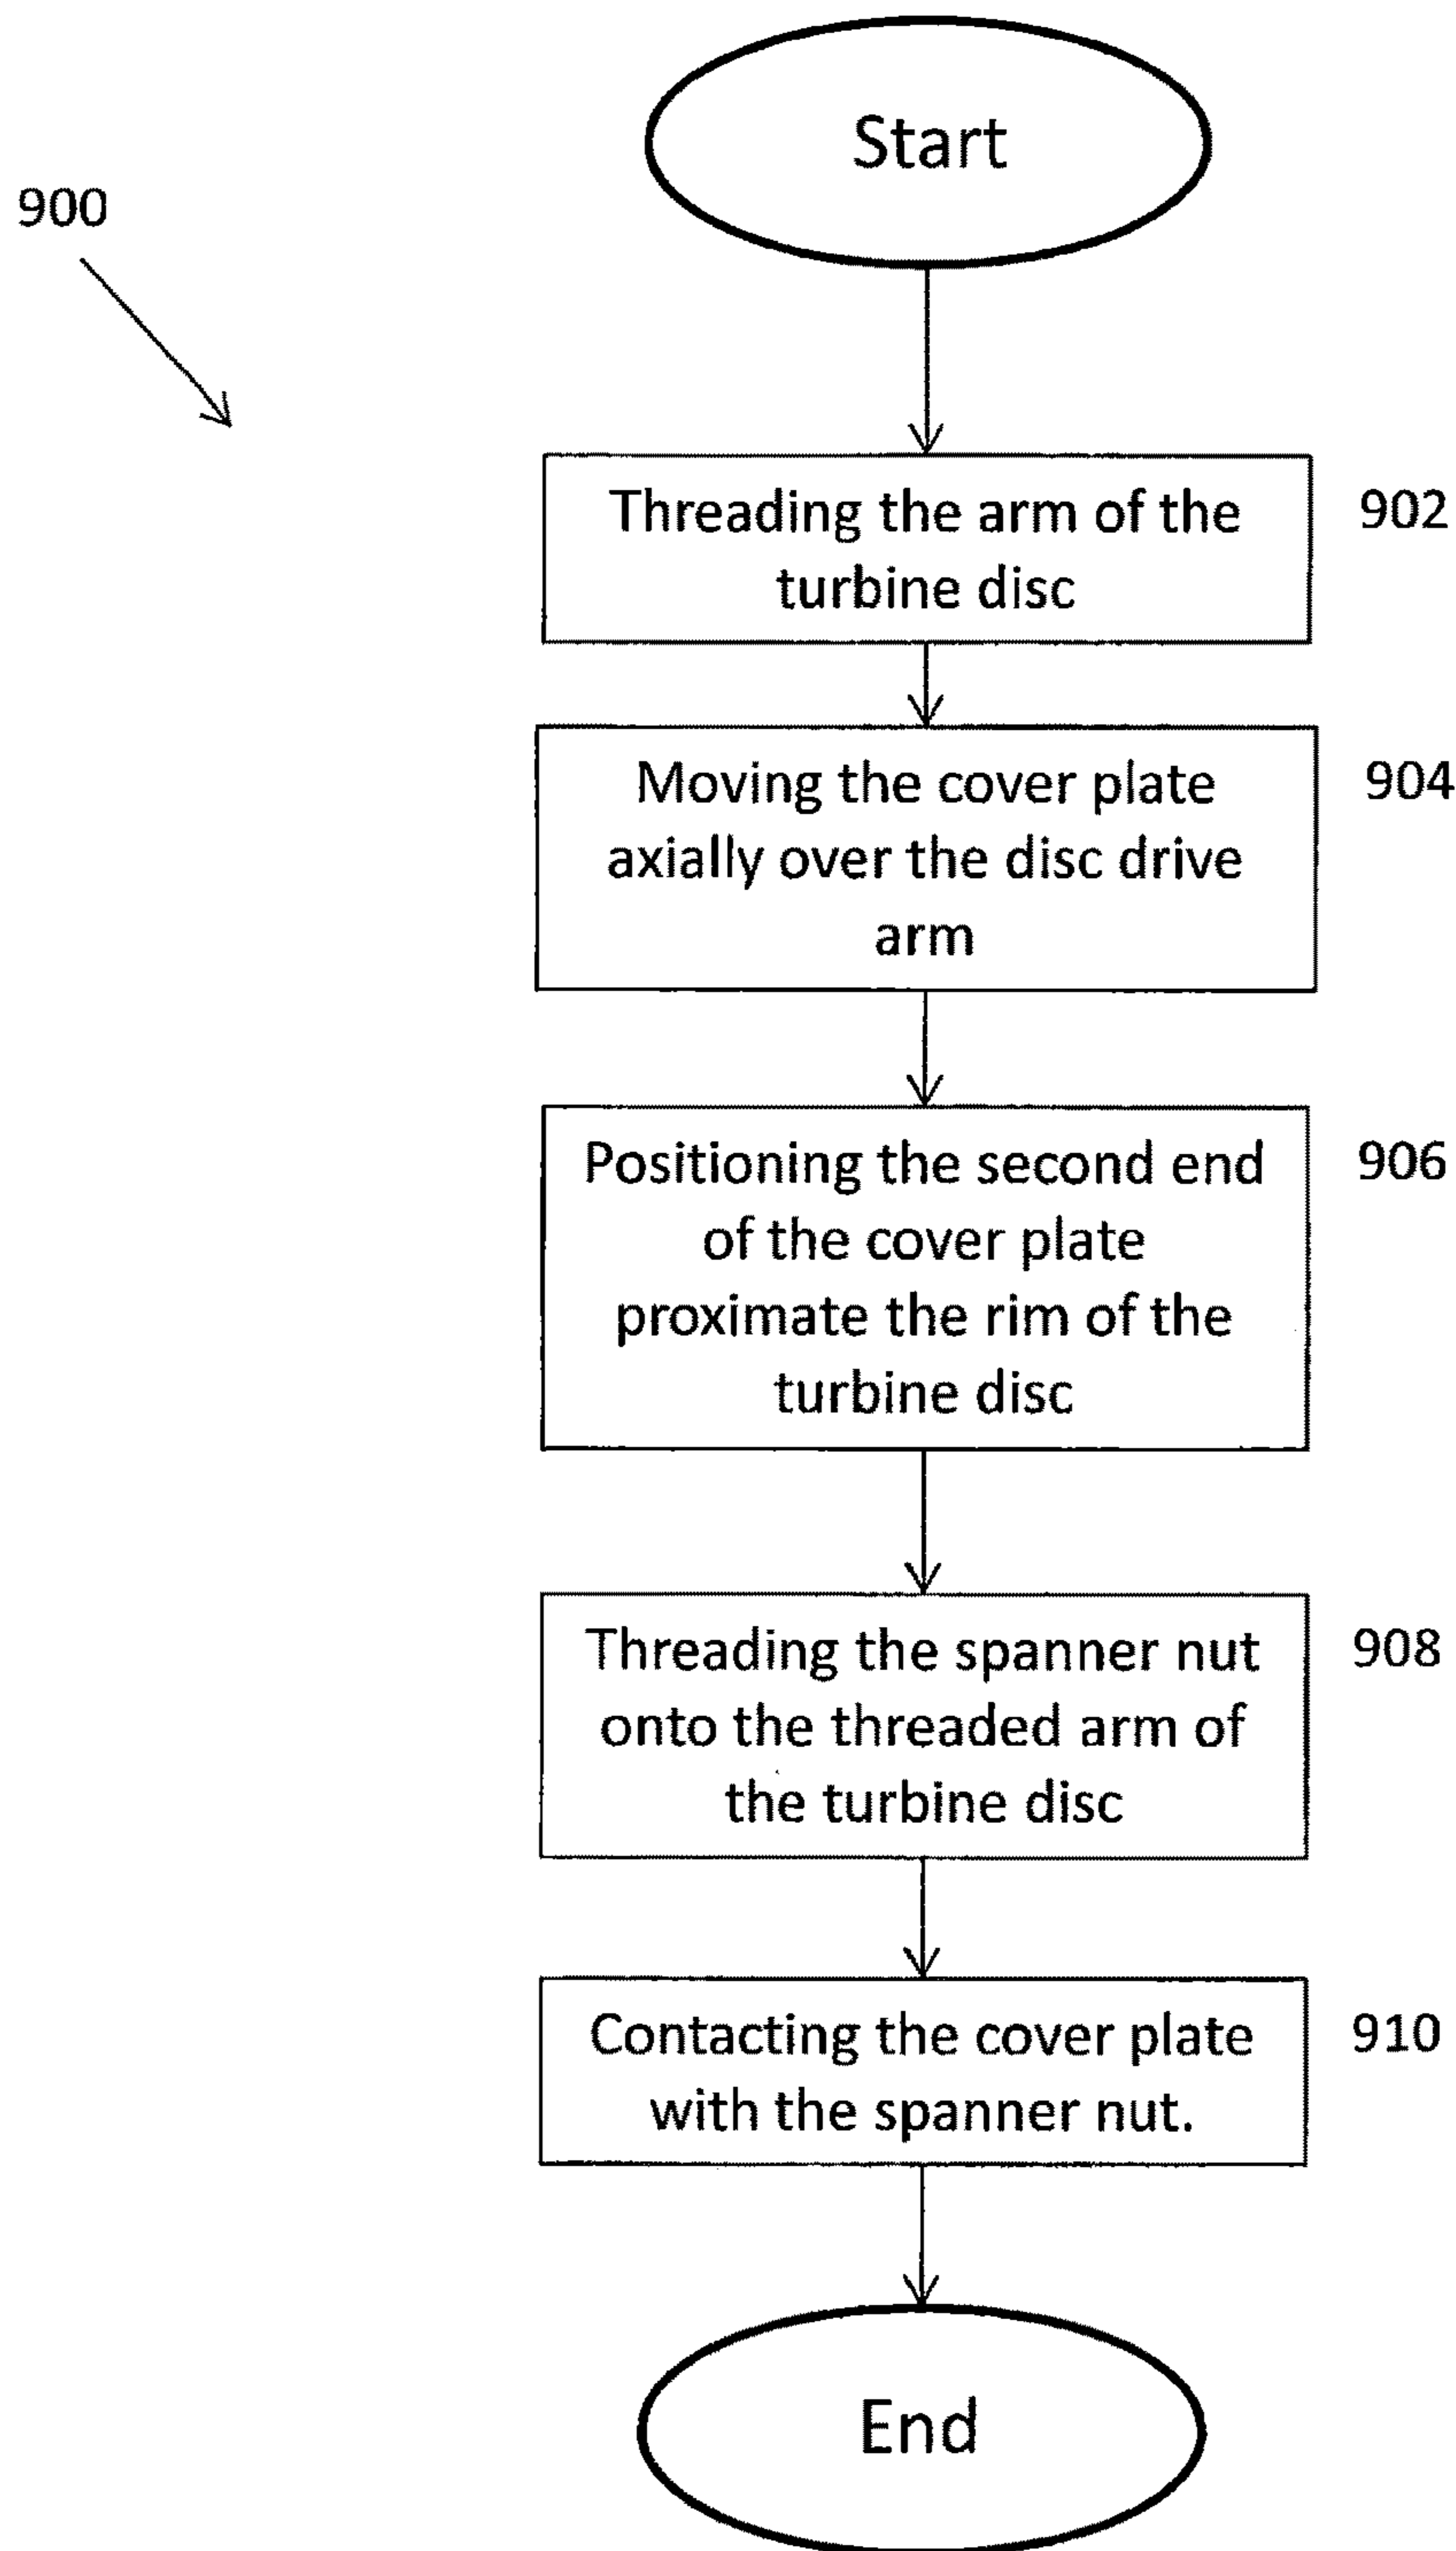 Start
900
Threading the arm of the
turbine disc
902
Moving the cover plate
axially over the disc drive
arm
904
Positioning the second end
of the cover plate
proximate the rim of the
turbine disc
906
Threading the spanner nut
onto the threaded arm of
the turbine disc
908
Contacting the cover plate
with the spanner nut.
910
End